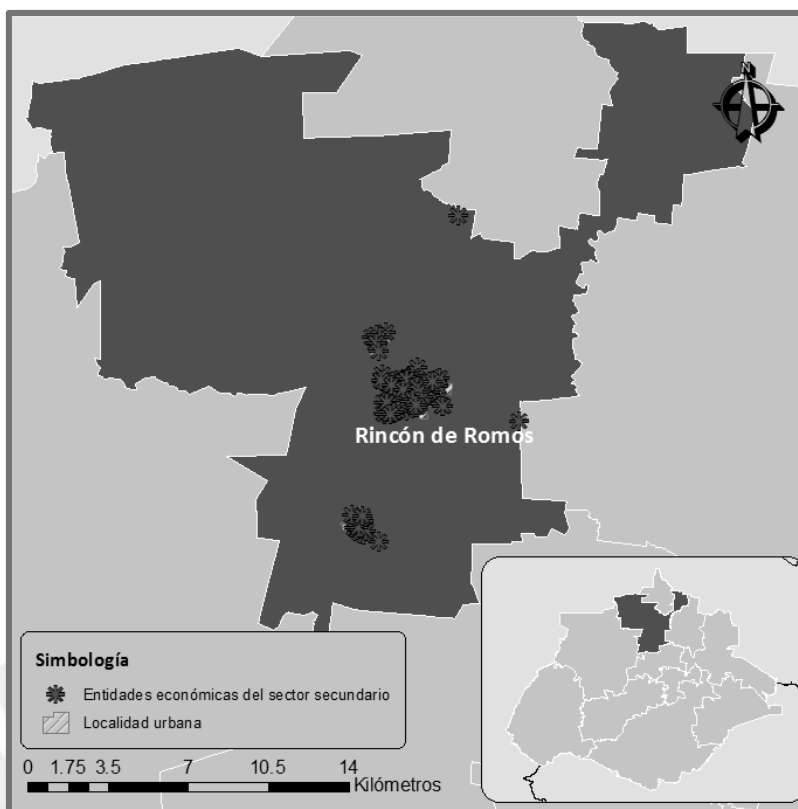 N
Rincón de Romos
Simbología
Entidades económicas del sector secundario
Localidad urbana
0 1.75 3.5 7 10.5 14
Kilómetros